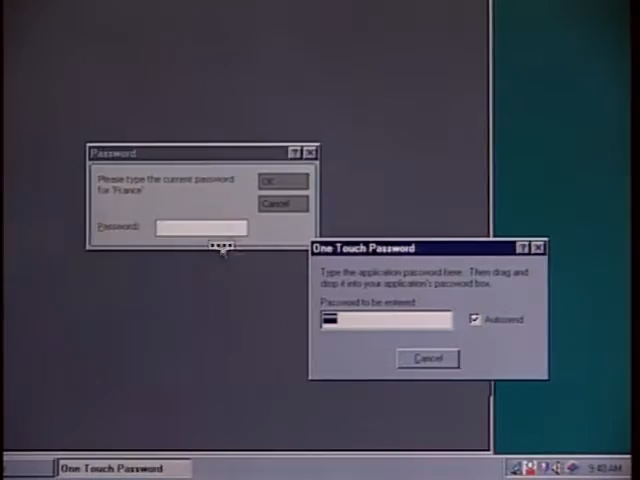 Password
Please type the current password
for 'France'
OK
Cancel
Password:
One Touch Password
Type the application password here. Then drag and
drop it into your application's password box.
Password to be entered:
Autosend
Cancel
One Touch Password
9:40 AM